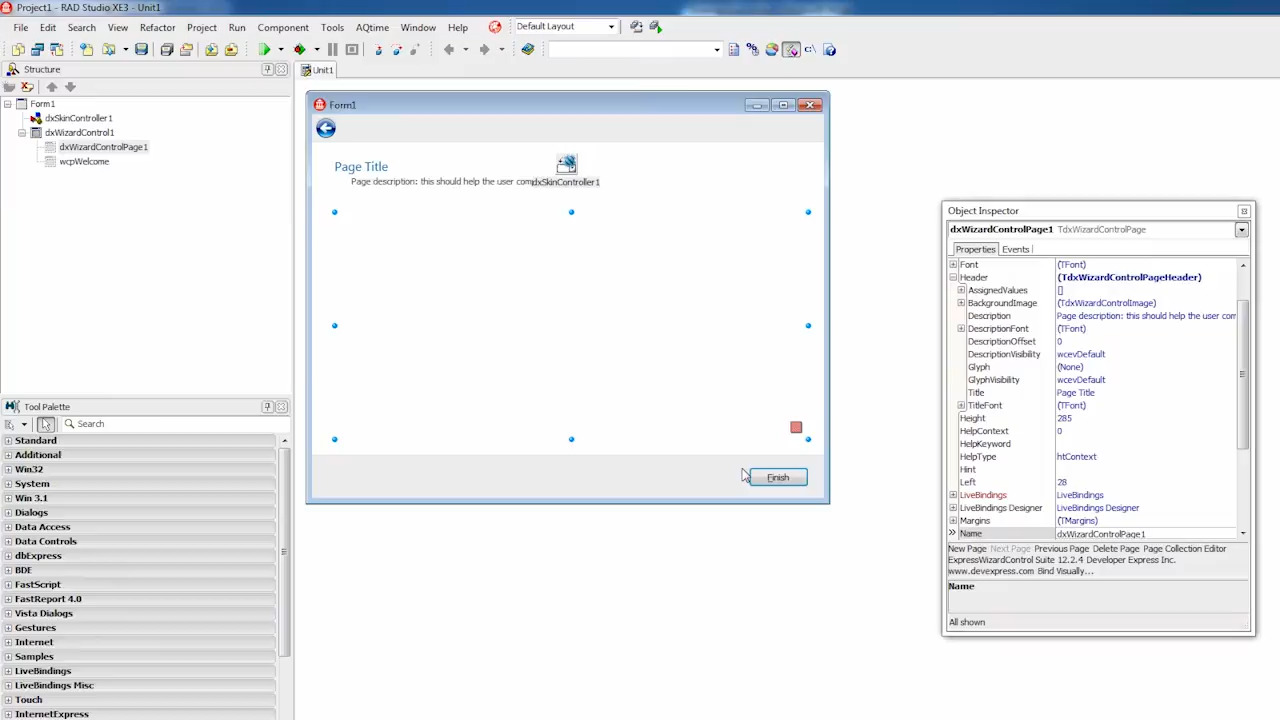 Project1 - RAD Studio XE3 - Unit1
File Edit Search View Refactor Project Run Component Tools AQtime Window Help Default Layout
Structure
Unit1
Form1
dxSkinController1
dxWizardControl1
dxWizardControlPage1
wcpWelcome
Form1
Page Title
Page description: this should help the user com
dxSkinController1
Finish
Tool Palette
Search
Standard
Additional
Win32
System
Win 3.1
Dialogs
Data Access
Data Controls
dbExpress
BDE
FastScript
FastReport 4.0
Vista Dialogs
Gestures
Internet
Samples
LiveBindings
LiveBindings Misc
Touch
InternetExpress
Object Inspector
dxWizardControlPage1 TdxWizardControlPage
Properties Events
Font (TFont)
Header (TdxWizardControlPageHeader)
AssignedValues []
BackgroundImage (TdxWizardControlImage)
Description Page description: this should help the user com
DescriptionFont (TFont)
DescriptionOffset 0
DescriptionVisibility wcevDefault
Glyph (None)
GlyphVisibility wcevDefault
Title Page Title
TitleFont (TFont)
Height 285
HelpContext 0
HelpKeyword
HelpType htContext
Hint
Left 28
LiveBindings LiveBindings
LiveBindings Designer LiveBindings Designer
Margins (TMargins)
Name dxWizardControlPage1
New Page Next Page Previous Page Delete Page Page Collection Editor
ExpressWizardControl Suite 12.2.4 Developer Express Inc.
www.devexpress.com Bind Visually...
Name
All shown